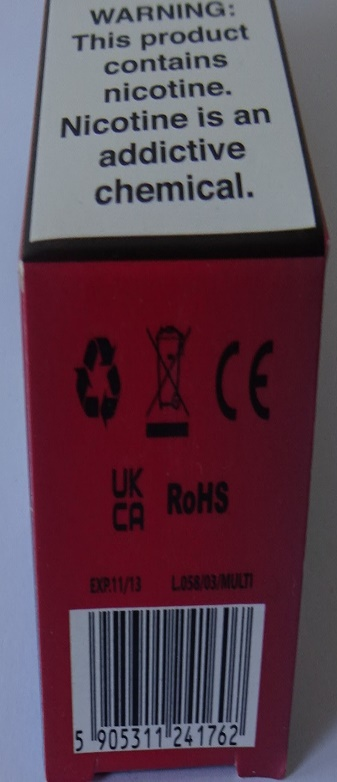 WARNING:
This product
contains
nicotine.
Nicotine is an
addictive
chemical.
CE
UK
CA
RoHS
EXP.11/13 L.058/03/MULTI
5 905311 241762